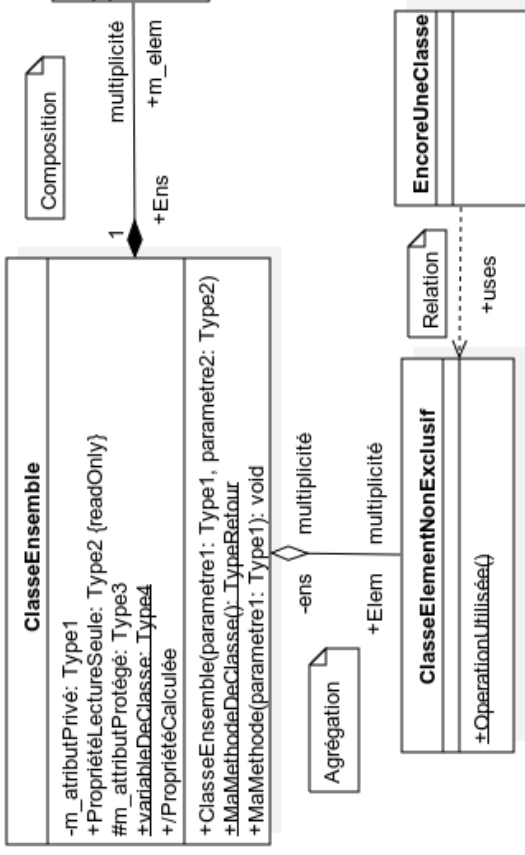 ClasseEnsemble
-m_atributPrivé: Type1
+PropriétéLectureSeule: Type2 {readOnly}
#m_attributProtégé: Type3
+variableDeClasse: Type4
+/PropriétéCalculée
+ClasseEnsemble(parametre1: Type1, parametre2: Type2)
+MaMethodeDeClasse(): TypeRetour
+MaMethode(parametre1: Type1): void
Composition
1
multiplicité
+Ens
+m_elem
Agrégation
-ens
multiplicité
+Elem
multiplicité
ClasseElementNonExclusif
+OperationUtilisée()
Relation
+uses
EncoreUneClasse